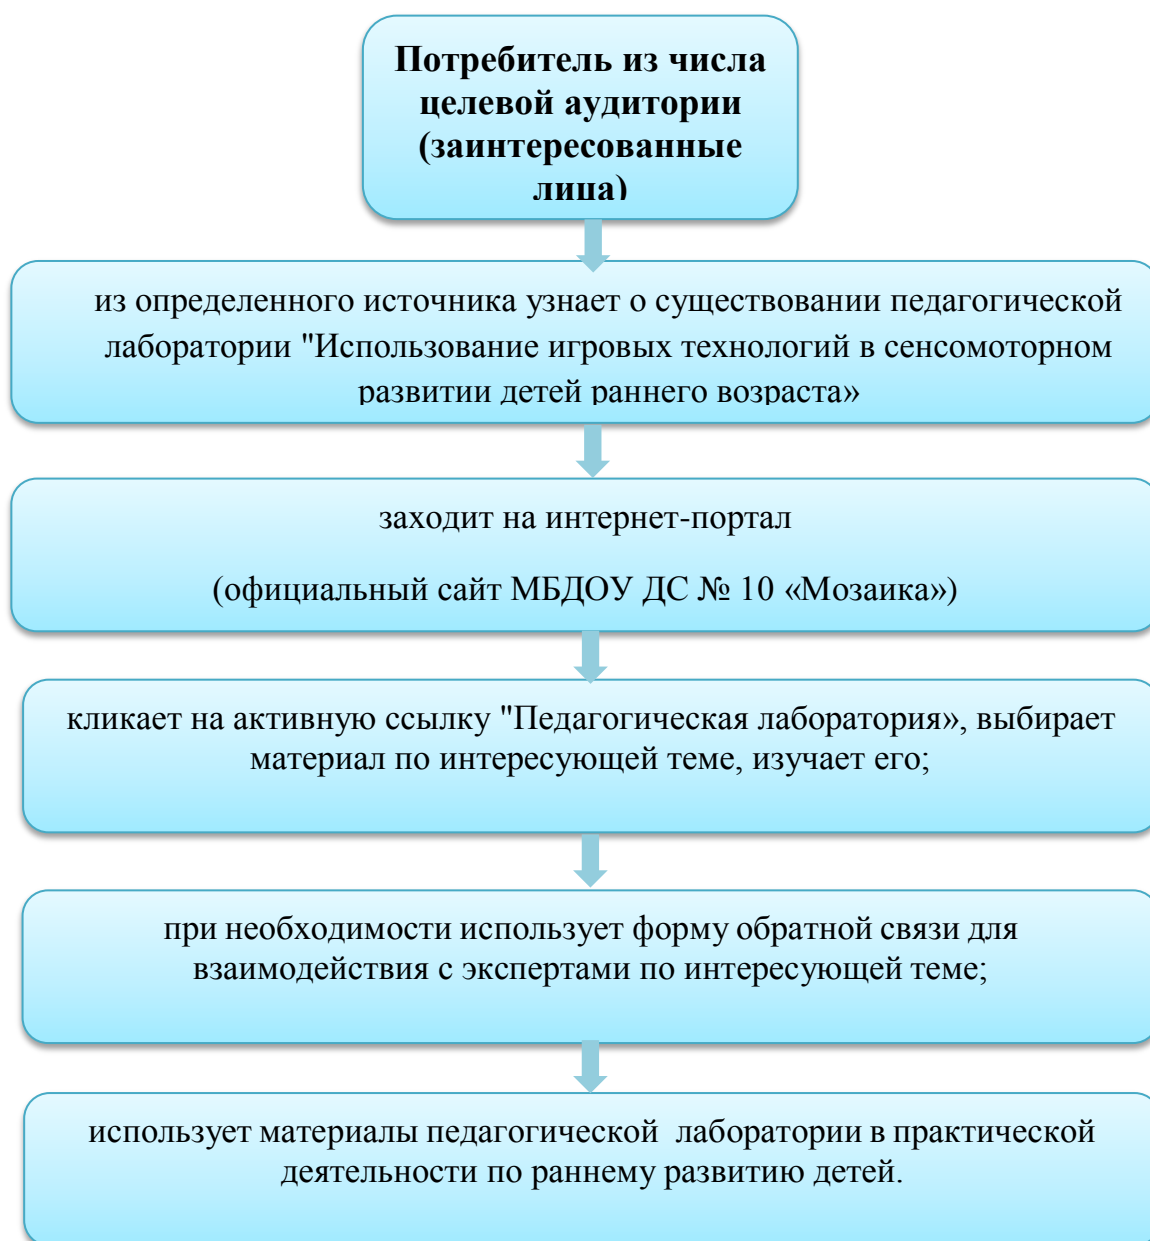 Потребитель из числа
целевой аудитории
(заинтересованные
лица)
из определенного источника узнает о существовании педагогической
лаборатории "Использование игровых технологий в сенсомоторном
развитии детей раннего возраста»
заходит на интернет-портал
(официальный сайт МБДОУ ДС № 10 «Мозаика»)
кликает на активную ссылку "Педагогическая лаборатория», выбирает
материал по интересующей теме, изучает его;
при необходимости использует форму обратной связи для
взаимодействия с экспертами по интересующей теме;
использует материалы педагогической лаборатории в практической
деятельности по раннему развитию детей.